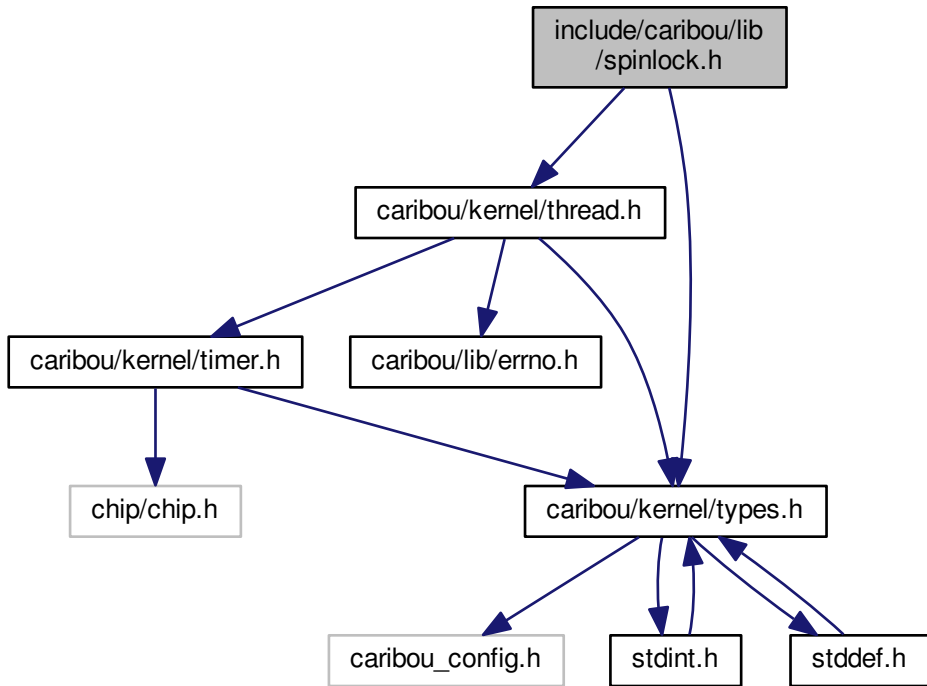 include/caribou/lib
/spinlock.h
caribou/kernel/thread.h
caribou/kernel/timer.h
caribou/lib/errno.h
chip/chip.h
caribou/kernel/types.h
caribou_config.h
stdint.h
stddef.h